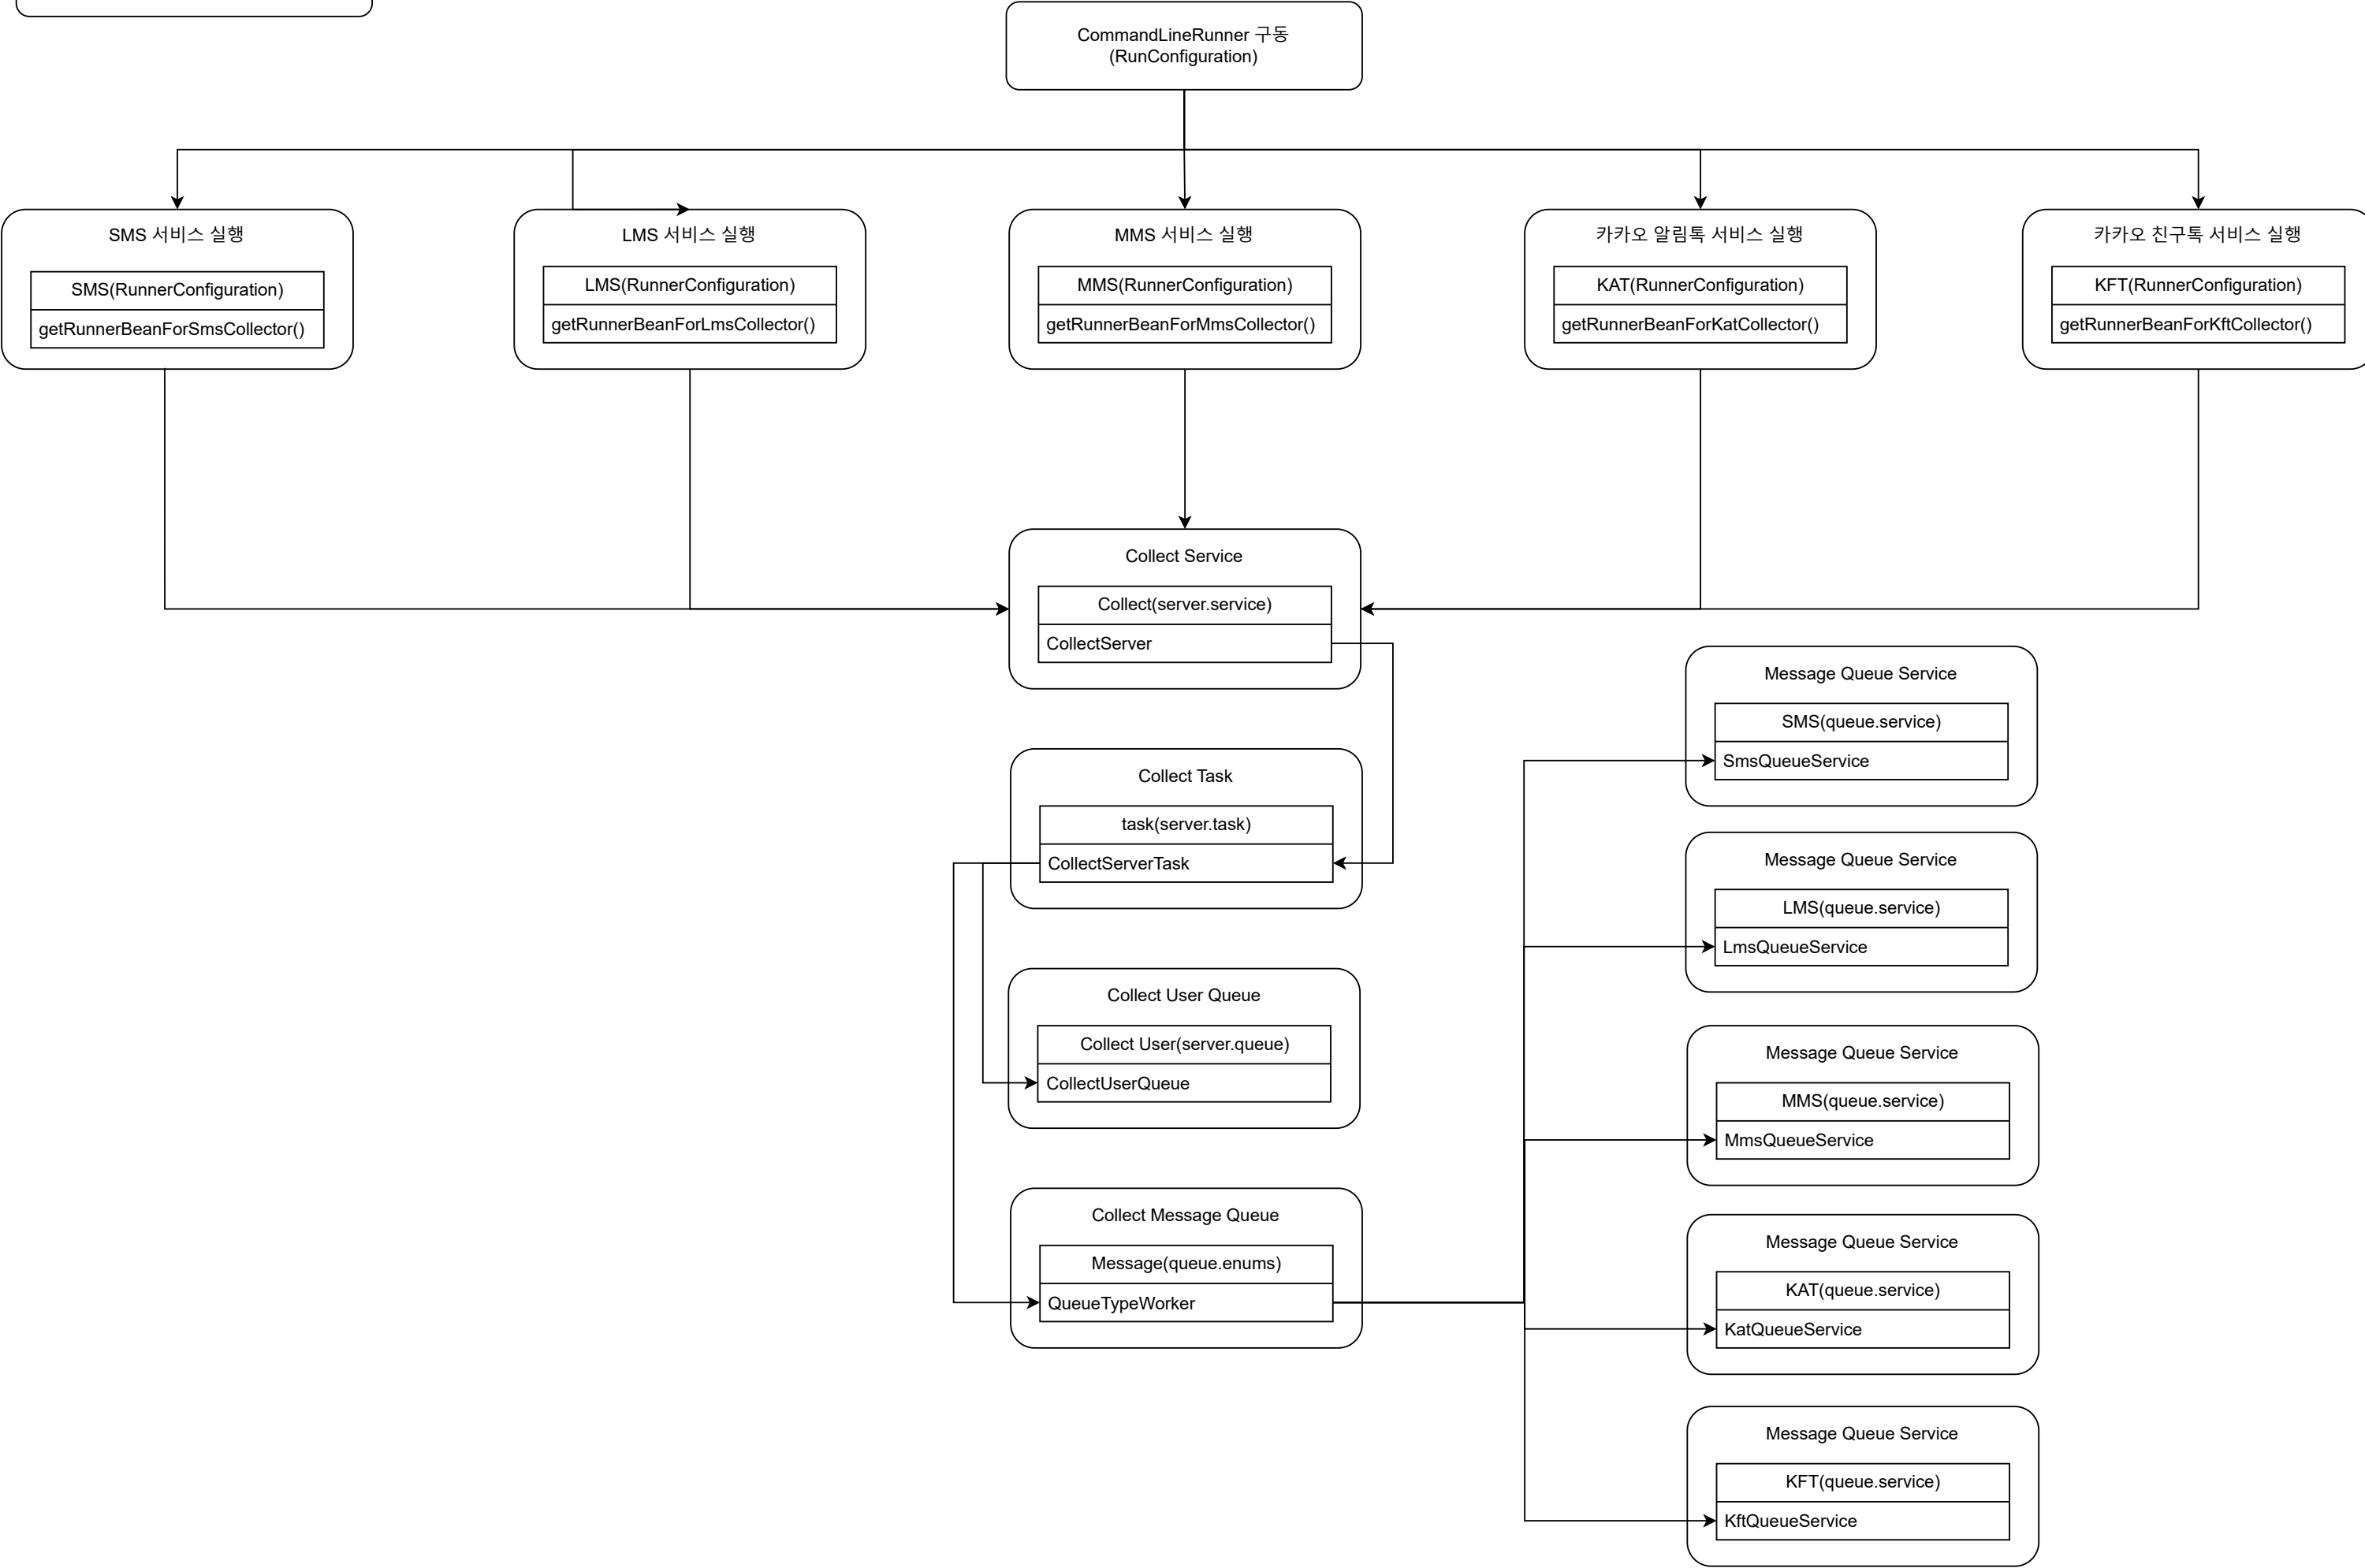 CommandLineRunner 구동
(RunConfiguration)
SMS 서비스 실행
SMS(RunnerConfiguration)
getRunnerBeanForSmsCollector()
LMS 서비스 실행
LMS(RunnerConfiguration)
getRunnerBeanForLmsCollector()
MMS 서비스 실행
MMS(RunnerConfiguration)
getRunnerBeanForMmsCollector()
카카오 알림톡 서비스 실행
KAT(RunnerConfiguration)
getRunnerBeanForKatCollector()
카카오 친구톡 서비스 실행
KFT(RunnerConfiguration)
getRunnerBeanForKftCollector()
Collect Service
Collect(server.service)
CollectServer
Collect Task
task(server.task)
CollectServerTask
Collect User Queue
Collect User(server.queue)
CollectUserQueue
Collect Message Queue
Message(queue.enums)
QueueTypeWorker
Message Queue Service
SMS(queue.service)
SmsQueueService
Message Queue Service
LMS(queue.service)
LmsQueueService
Message Queue Service
MMS(queue.service)
MmsQueueService
Message Queue Service
KAT(queue.service)
KatQueueService
Message Queue Service
KFT(queue.service)
KftQueueService